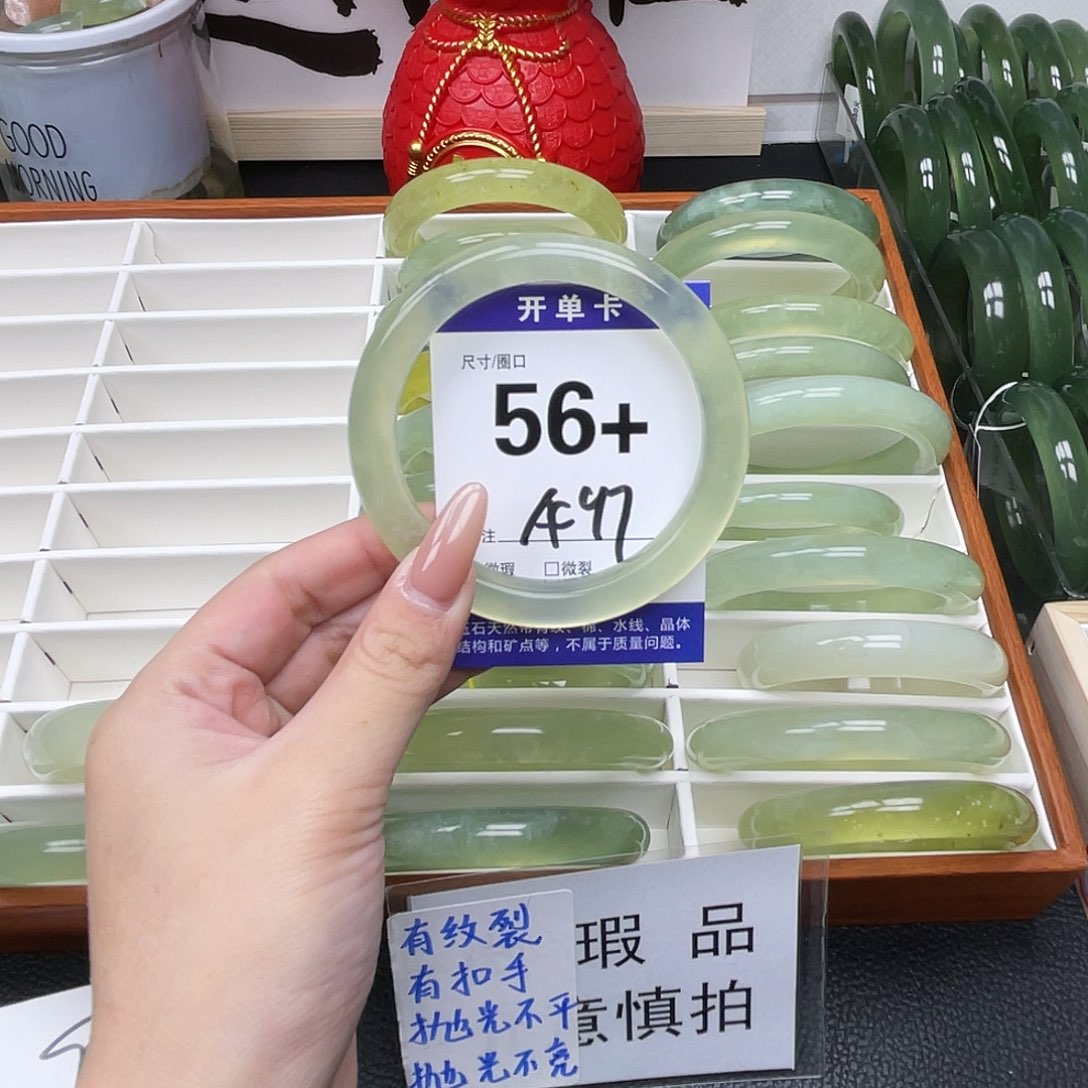 GOOD
MORNING
开单卡
尺寸/圈口
56+
注 A47
微瑕 □微裂
玉石天然带有纹、棉、水线、晶体
结构和矿点等，不属于质量问题。
有纹裂
有扣手
抛光不平
抛光不亮
瑕 品
意慎拍